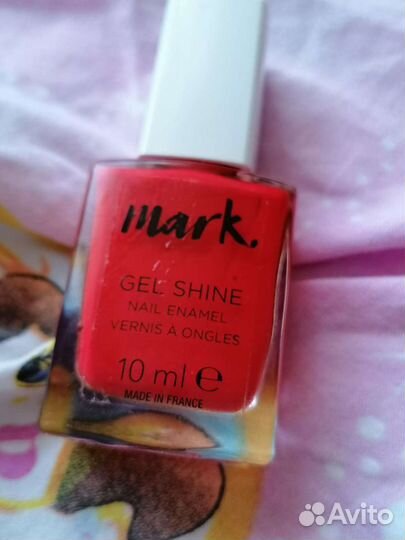 mark.
GEL SHINE
NAIL ENAMEL
VERNIS À ONGLES
10 ml ℮
MADE IN FRANCE
Avito